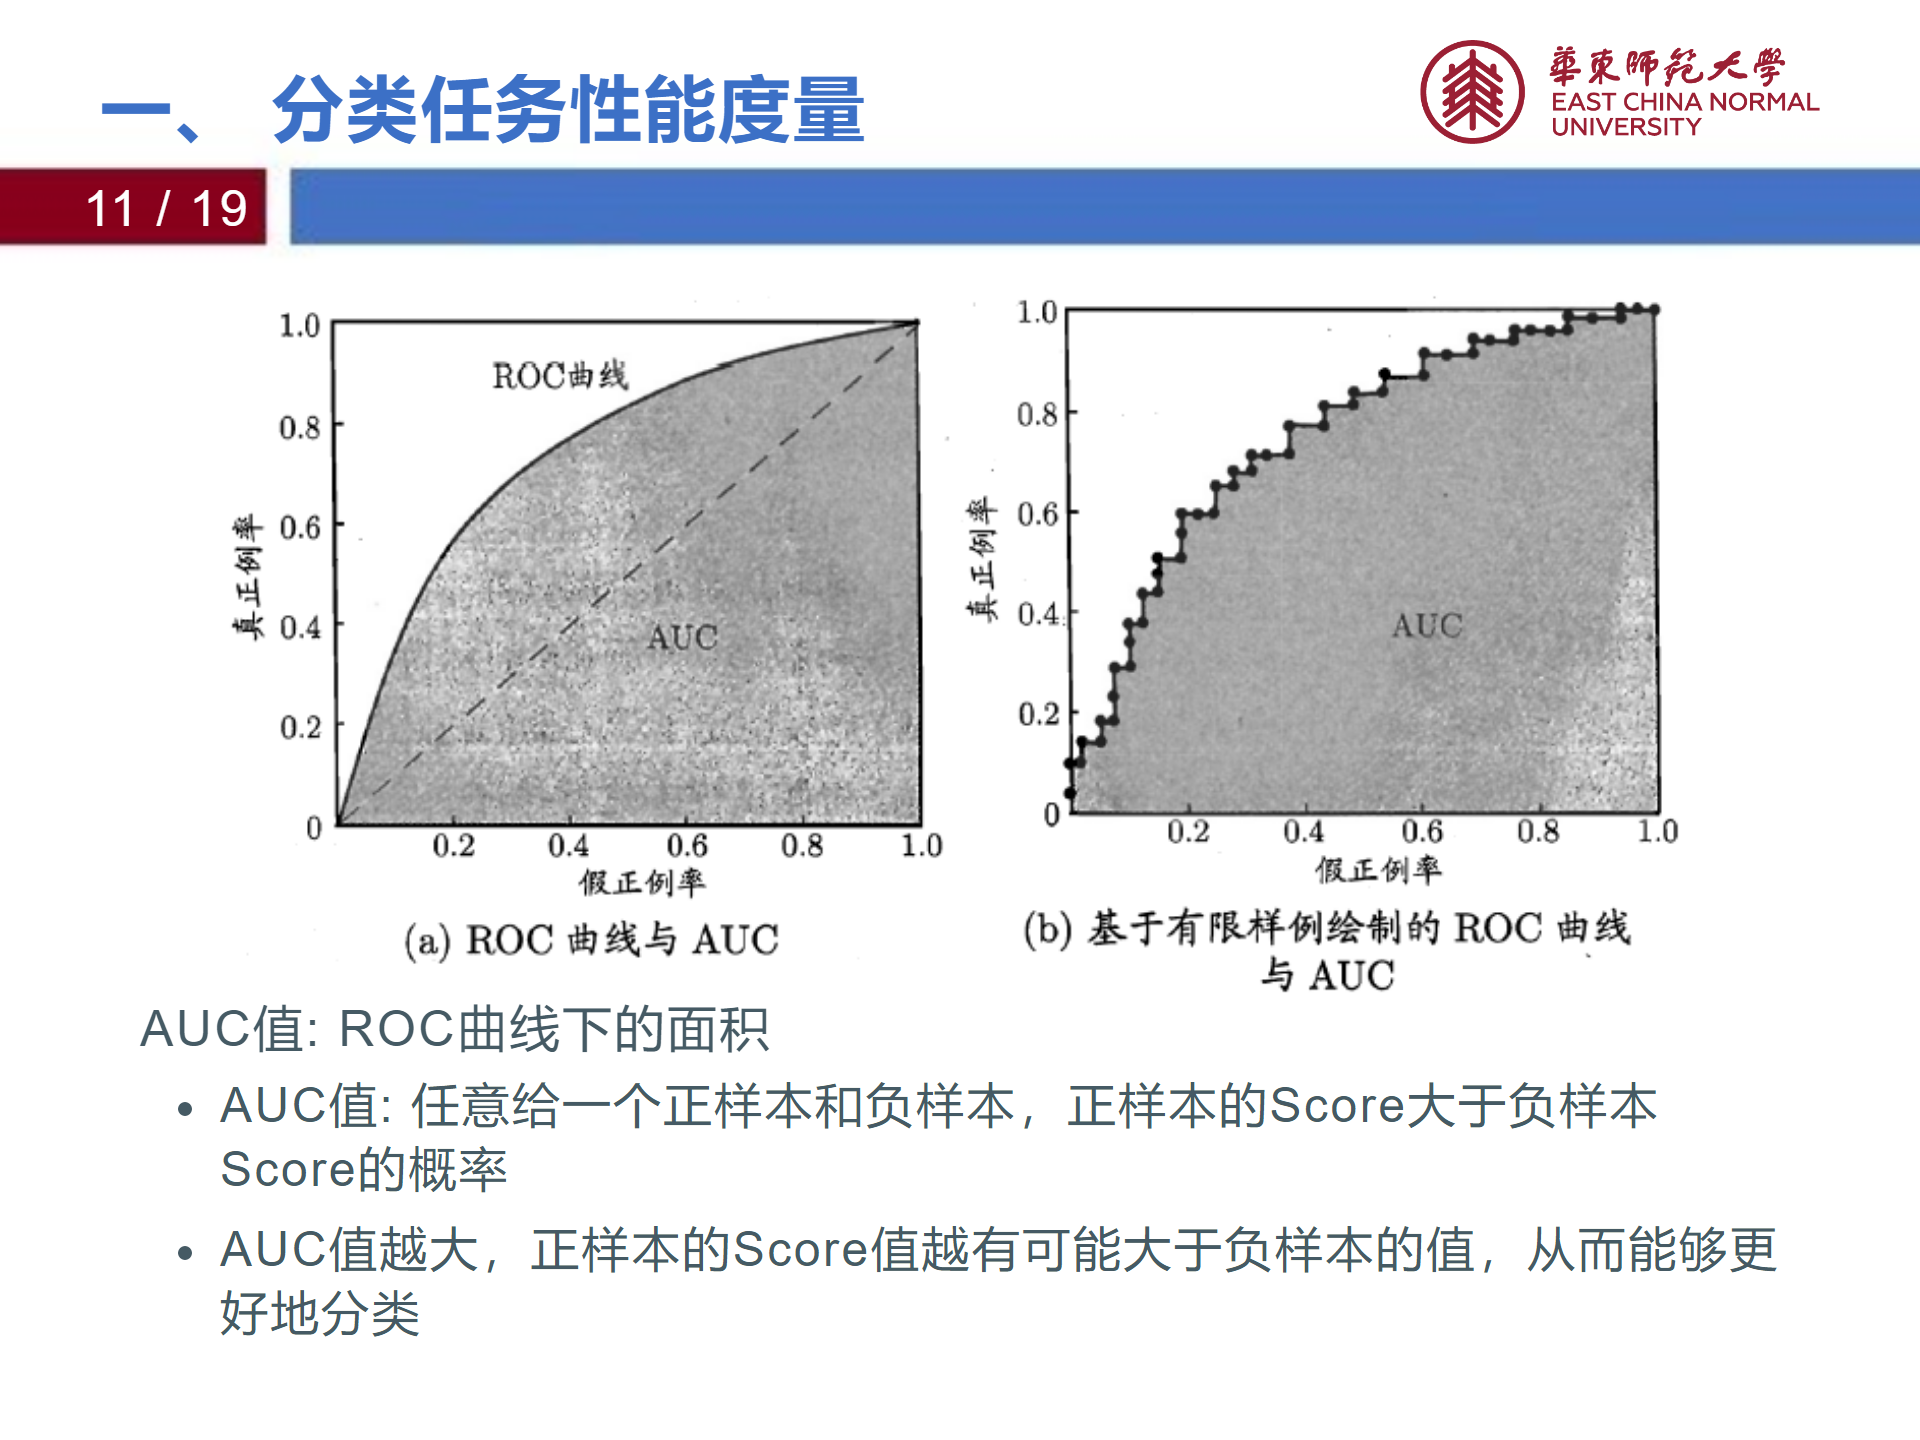 一、 分类任务性能度量
華東師範大學
EAST CHINA NORMAL
UNIVERSITY
11 / 19
1.0
0.8
0.6
0.4
0.2
0
真正例率
ROC曲线
AUC
0.2 0.4 0.6 0.8 1.0
假正例率
(a) ROC 曲线与 AUC
1.0
0.8
0.6
0.4
0.2
0
真正例率
AUC
0.2 0.4 0.6 0.8 1.0
假正例率
(b) 基于有限样例绘制的 ROC 曲线
与 AUC
AUC值: ROC曲线下的面积
• AUC值: 任意给一个正样本和负样本，正样本的Score大于负样本
Score的概率
• AUC值越大，正样本的Score值越有可能大于负样本的值，从而能够更
好地分类